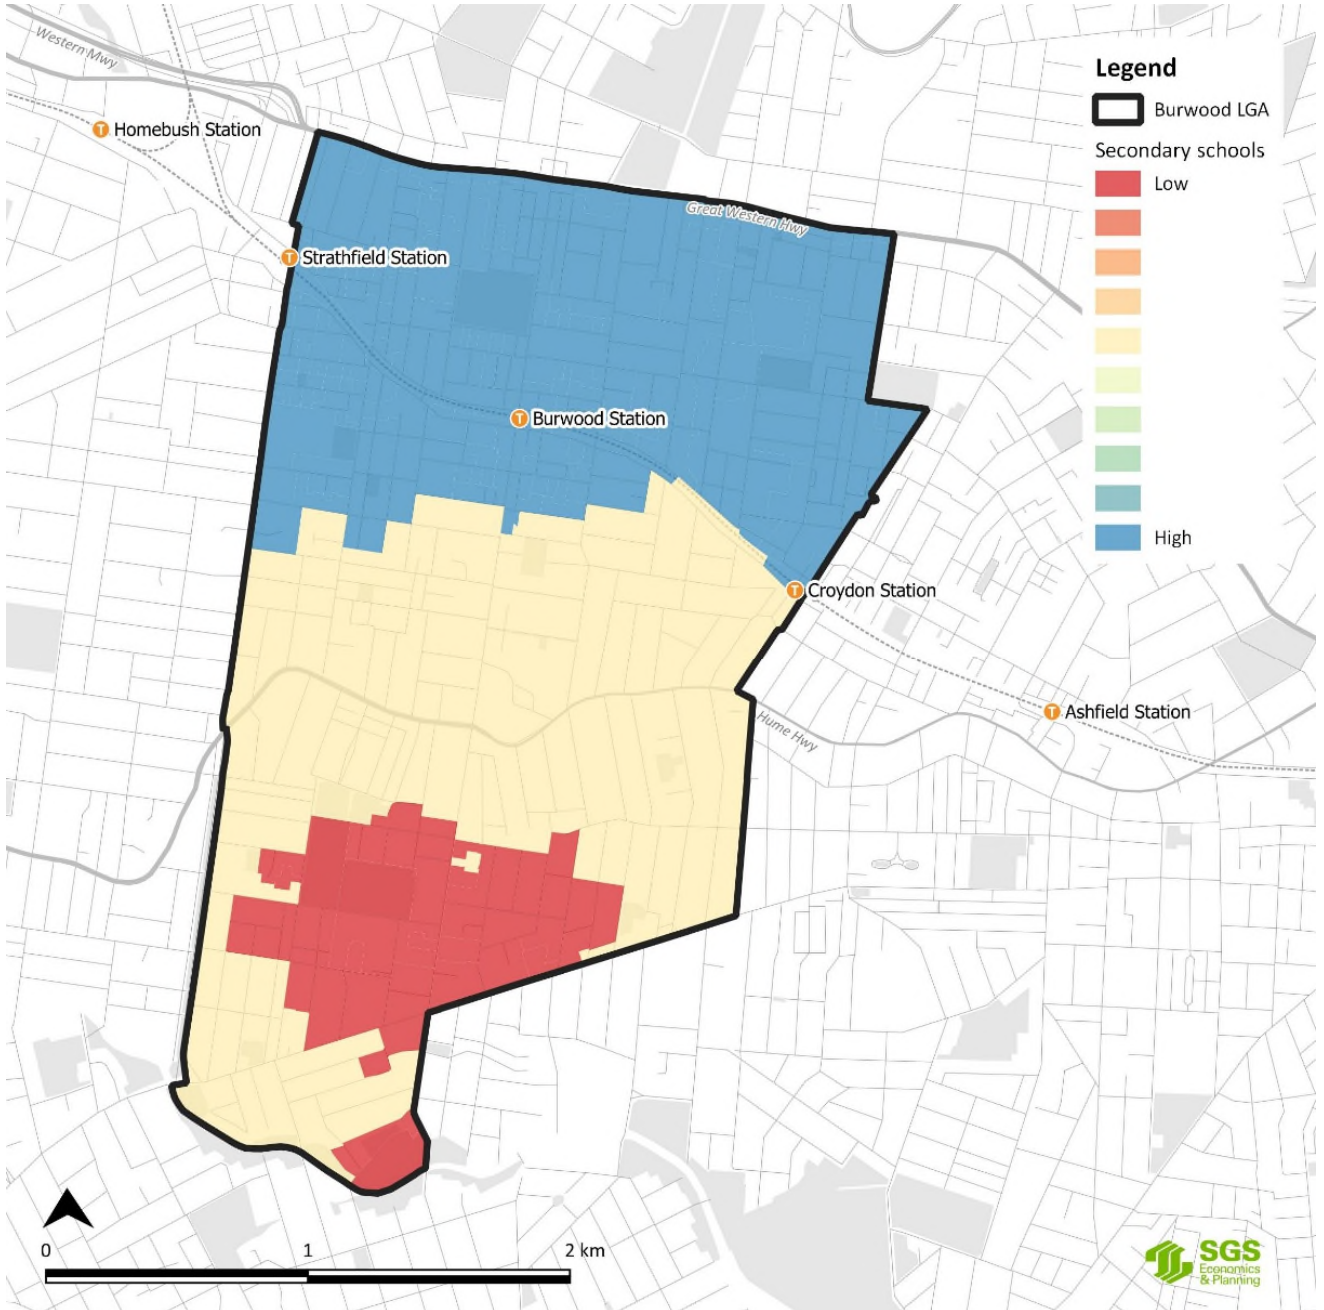 Western Mwy
Homebush Station
Strathfield Station
Great Western Hwy
Burwood Station
Croydon Station
Hume Hwy
Ashfield Station
Legend
Burwood LGA
Secondary schools
Low
High
0 1 2 km
SGS
Economics
& Planning